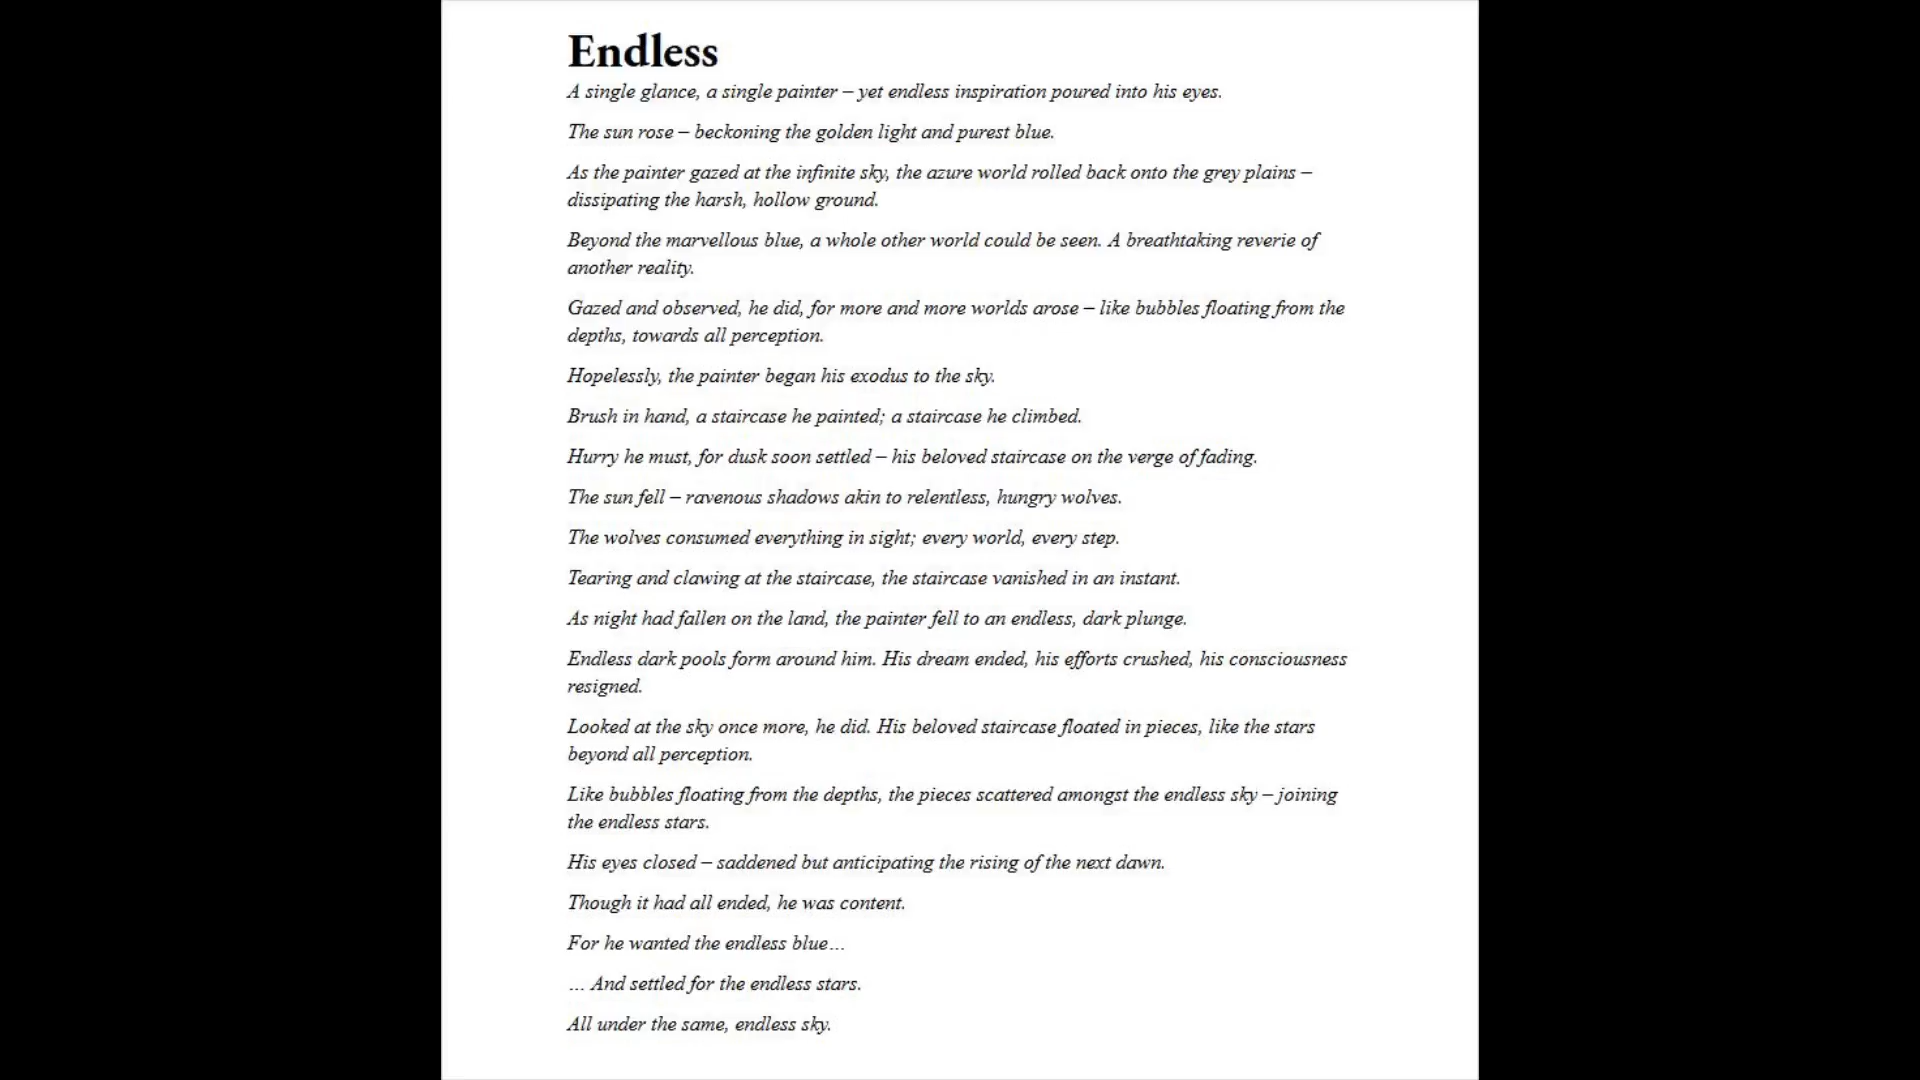 Endless
A single glance, a single painter – yet endless inspiration poured into his eyes.
The sun rose – beckoning the golden light and purest blue.
As the painter gazed at the infinite sky, the azure world rolled back onto the grey plains –
dissipating the harsh, hollow ground.
Beyond the marvellous blue, a whole other world could be seen. A breathtaking reverie of
another reality.
Gazed and observed, he did, for more and more worlds arose – like bubbles floating from the
depths, towards all perception.
Hopelessly, the painter began his exodus to the sky.
Brush in hand, a staircase he painted; a staircase he climbed.
Hurry he must, for dusk soon settled – his beloved staircase on the verge of fading.
The sun fell – ravenous shadows akin to relentless, hungry wolves.
The wolves consumed everything in sight; every world, every step.
Tearing and clawing at the staircase, the staircase vanished in an instant.
As night had fallen on the land, the painter fell to an endless, dark plunge.
Endless dark pools form around him. His dream ended, his efforts crushed, his consciousness
resigned.
Looked at the sky once more, he did. His beloved staircase floated in pieces, like the stars
beyond all perception.
Like bubbles floating from the depths, the pieces scattered amongst the endless sky – joining
the endless stars.
His eyes closed – saddened but anticipating the rising of the next dawn.
Though it had all ended, he was content.
For he wanted the endless blue…
… And settled for the endless stars.
All under the same, endless sky.